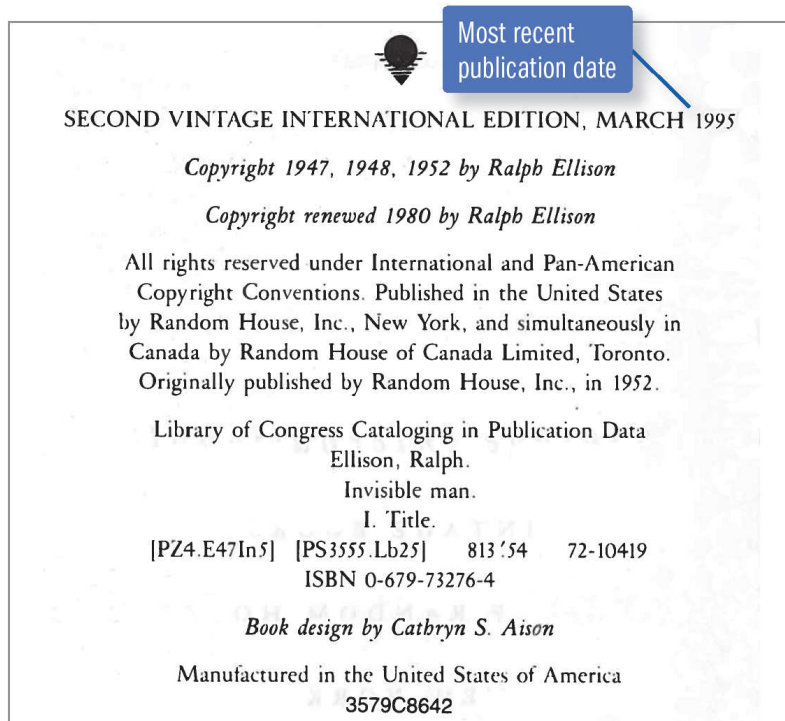 Most recent
publication date
SECOND VINTAGE INTERNATIONAL EDITION, MARCH 1995
Copyright 1947, 1948, 1952 by Ralph Ellison
Copyright renewed 1980 by Ralph Ellison
All rights reserved under International and Pan-American
Copyright Conventions. Published in the United States
by Random House, Inc., New York, and simultaneously in
Canada by Random House of Canada Limited, Toronto.
Originally published by Random House, Inc., in 1952.
Library of Congress Cataloging in Publication Data
Ellison, Ralph.
Invisible man.
I. Title.
[PZ4.E47In5] [PS3555.Lb25] 813'.54 72-10419
ISBN 0-679-73276-4
Book design by Cathryn S. Aison
Manufactured in the United States of America
3579C8642